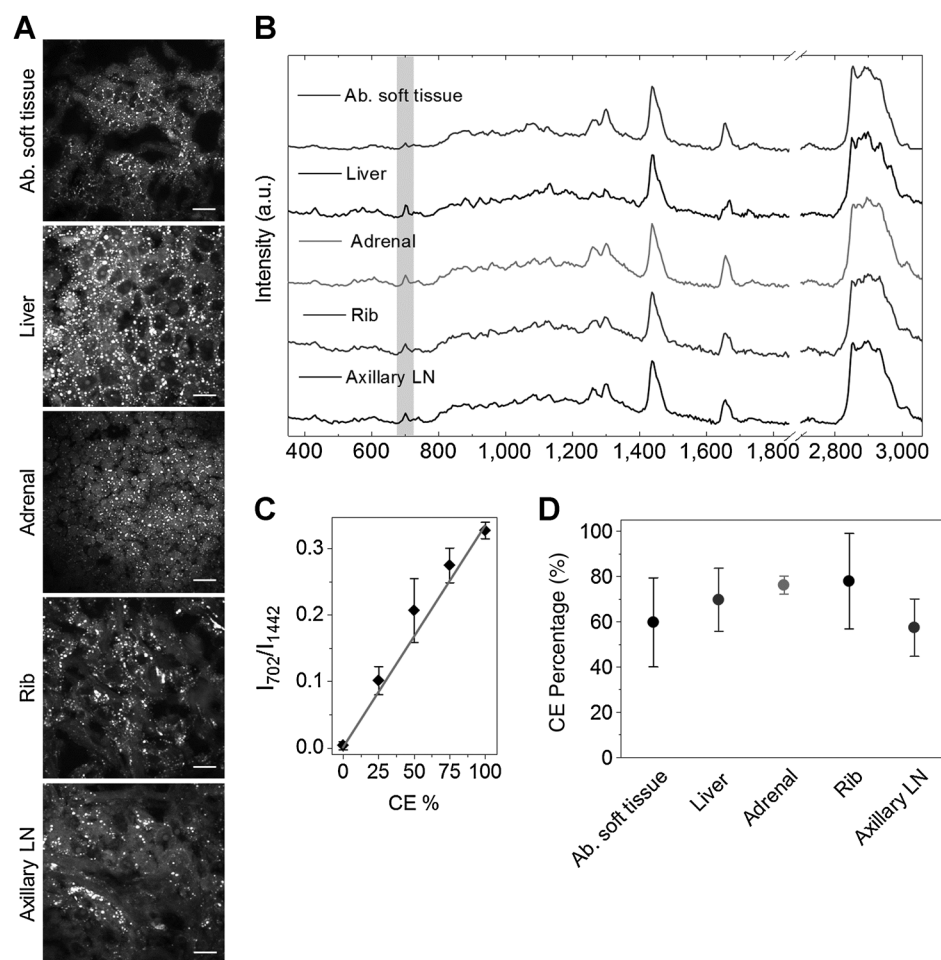 A
Ab. soft tissue
Liver
Adrenal
Rib
Axillary LN
B
Intensity (a.u.)
Ab. soft tissue
Liver
Adrenal
Rib
Axillary LN
400 600 800 1,000 1,200 1,400 1,600 1,800 2,800 3,000
C
I702/I1442
0.3
0.2
0.1
0.0
0 25 50 75 100
CE %
D
CE Percentage (%)
100
80
60
40
20
0
Ab. soft tissue
Liver
Adrenal
Rib
Axillary LN